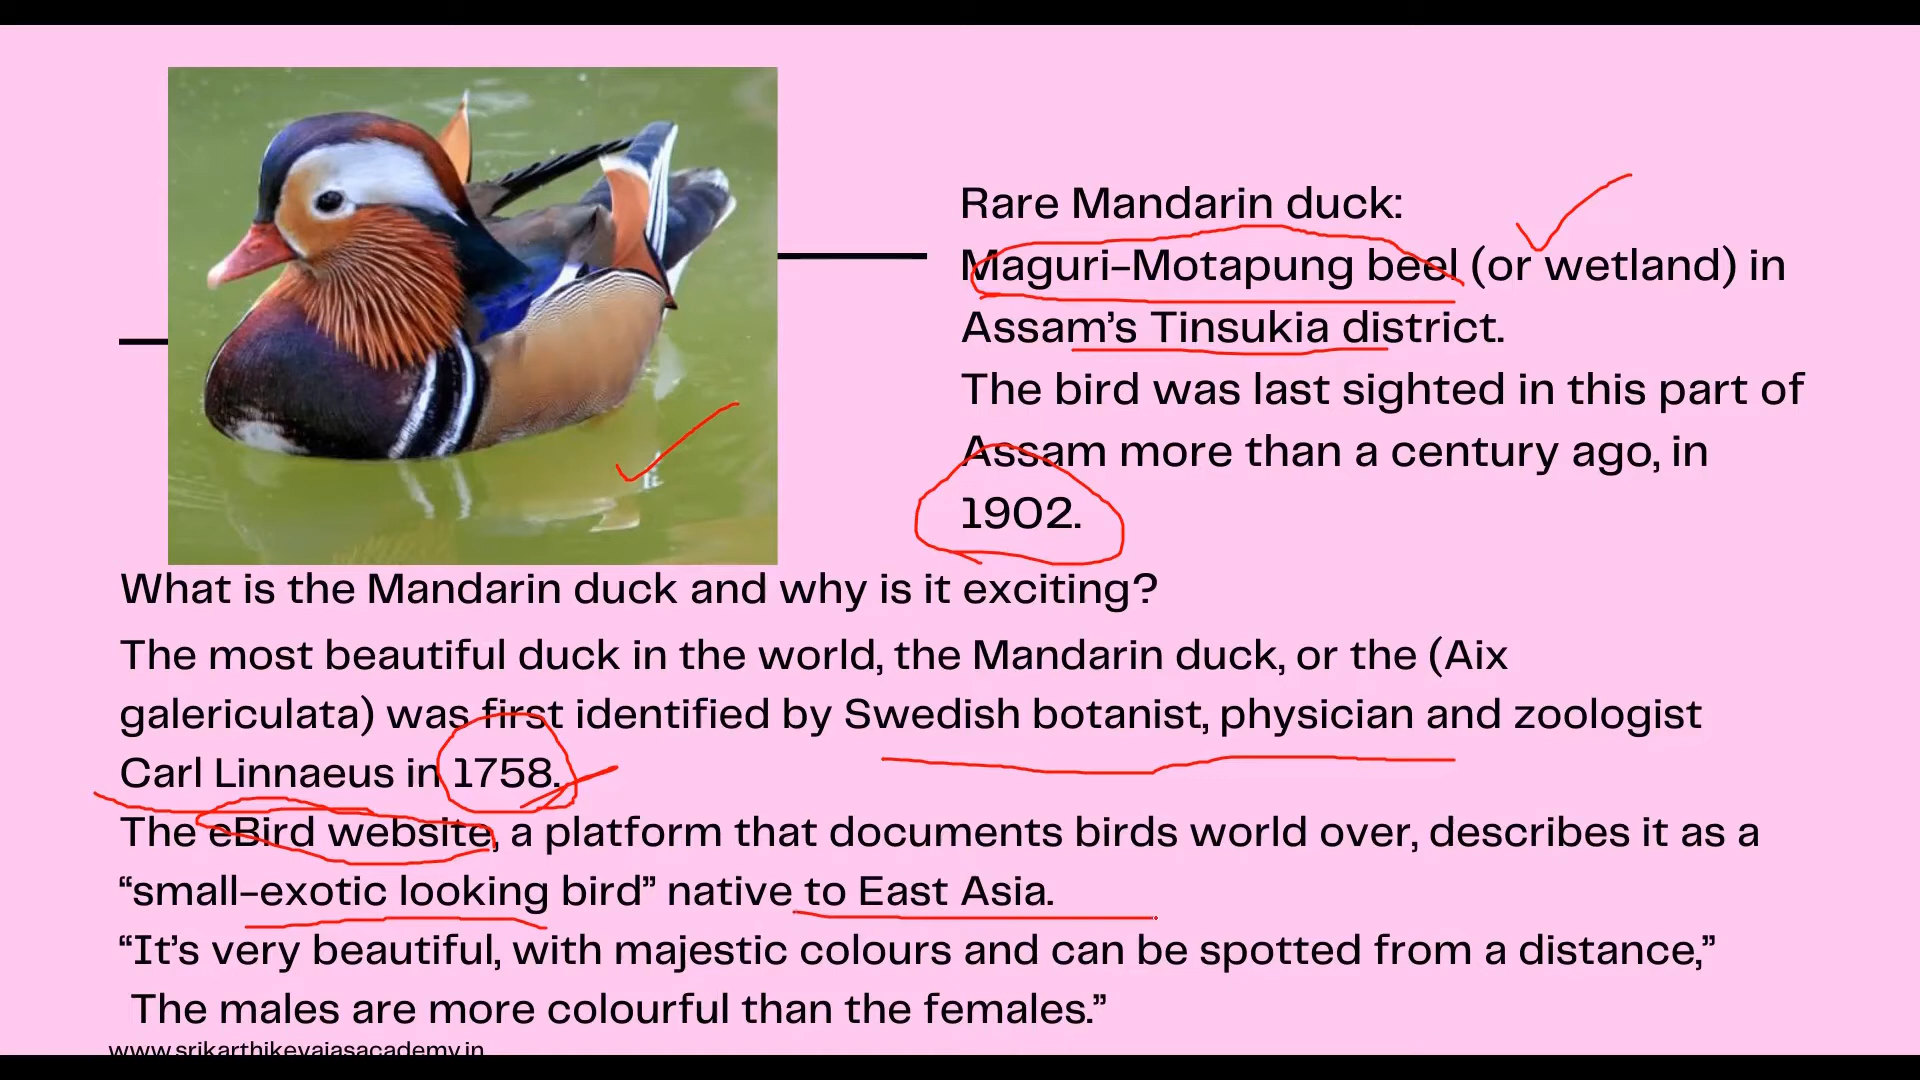 Rare Mandarin duck:
Maguri-Motapung beel (or wetland) in
Assam's Tinsukia district.
The bird was last sighted in this part of
Assam more than a century ago, in
1902.
What is the Mandarin duck and why is it exciting?
The most beautiful duck in the world, the Mandarin duck, or the (Aix
galericulata) was first identified by Swedish botanist, physician and zoologist
Carl Linnaeus in 1758.
The eBird website, a platform that documents birds world over, describes it as a
“small-exotic looking bird” native to East Asia.
“It's very beautiful, with majestic colours and can be spotted from a distance,”
The males are more colourful than the females.”
www.srikarthikeyaiasacademy.in